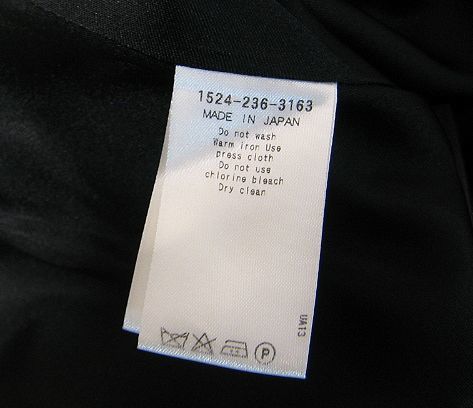 1524-236-3163
MADE IN JAPAN
Do not wash
Warm iron Use
press cloth
Do not use
chlorine bleach
Dry clean
UA13
P